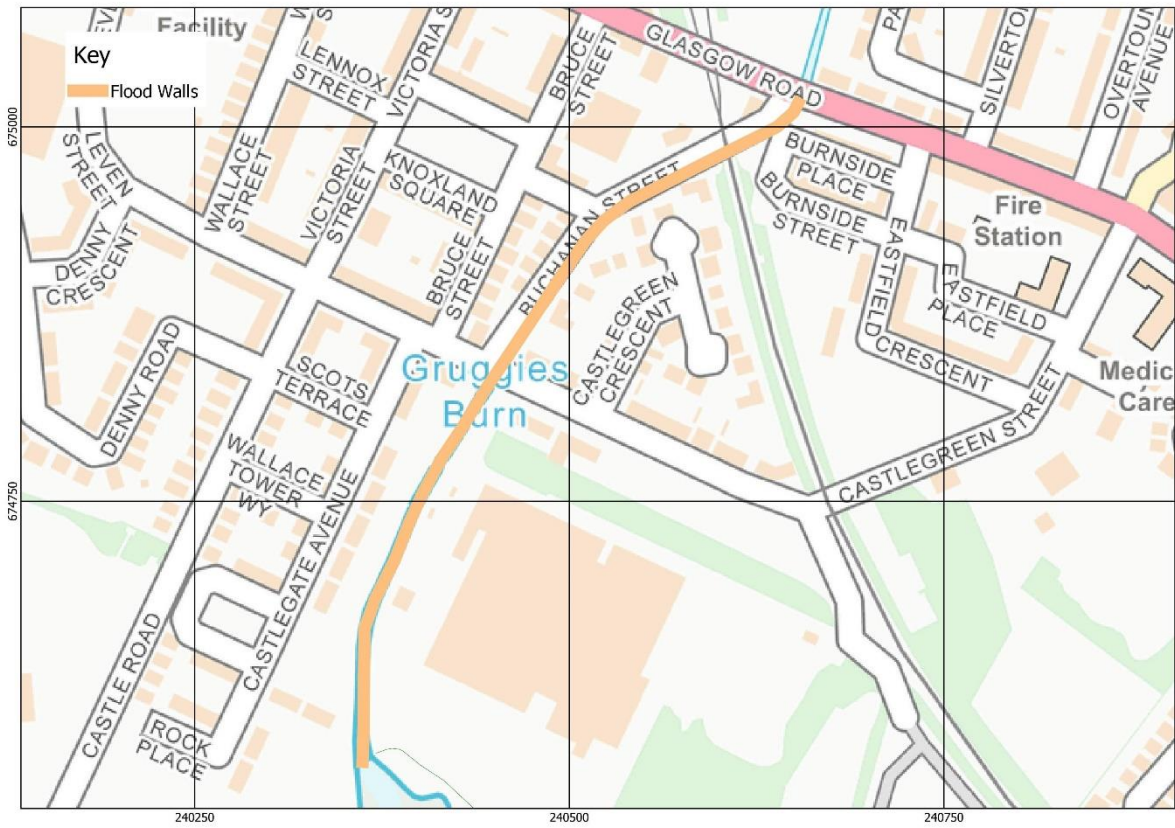 Facility
Key
Flood Walls
LENNOX
STREET
VICTORIA S
BRUCE
STREET
GLASGOW ROAD
SILVERTO
OVERTOUN
AVENUE
675000
LEVEN
STREET
WALLACE
STREET
VICTORIA
STREET
KNOXLAND
SQUARE
BUCHANAN STREET
BURNSIDE
PLACE
BURNSIDE
STREET
Fire
Station
DENNY
CRESCENT
BRUCE
STREET
EASTFIELD
CRESCENT
EASTFIELD
PLACE
CASTLEGREEN
CRESCENT
DENNY ROAD
SCOTS
TERRACE
Gruggies
Burn
Medic
Care
CASTLEGREEN STREET
WALLACE
TOWER
WY
674750
CASTLEGATE AVENUE
CASTLE ROAD
ROCK
PLACE
240250
240500
240750